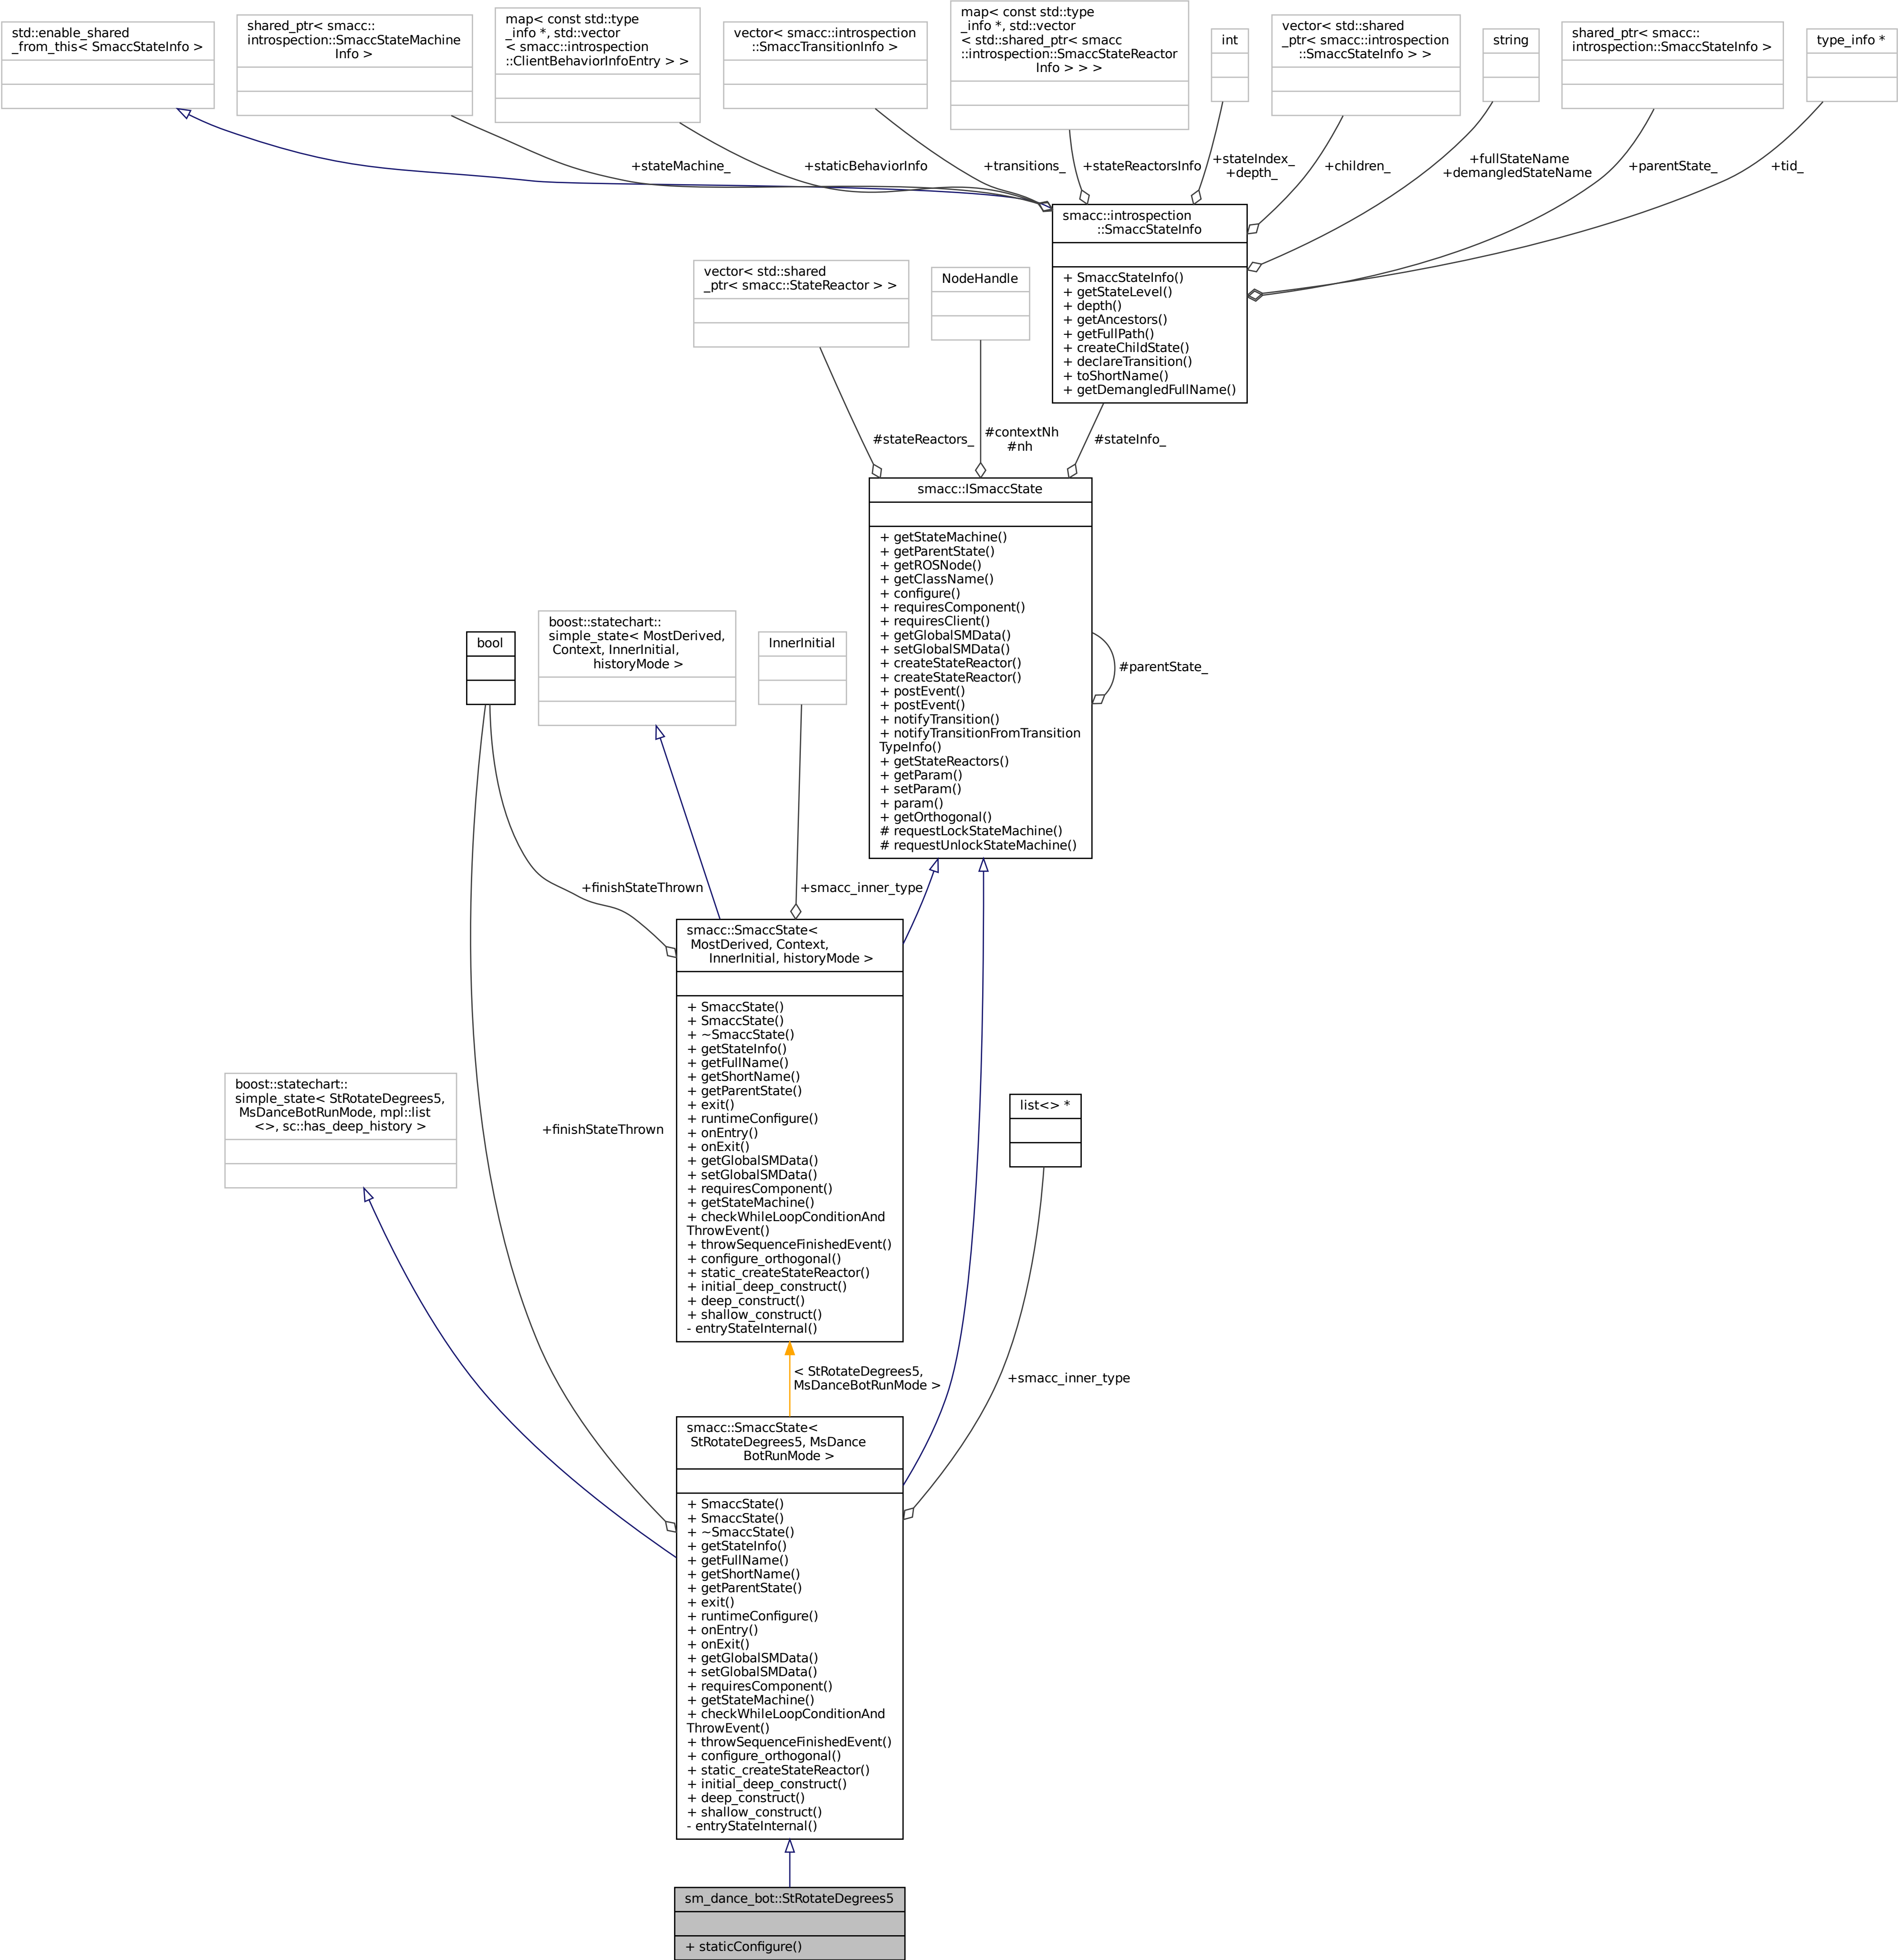 std::enable_shared
_from_this< SmaccStateInfo >
shared_ptr< smacc::
introspection::SmaccStateMachine
Info >
map< const std::type
_info *, std::vector
< smacc::introspection
::ClientBehaviorInfoEntry > >
vector< smacc::introspection
::SmaccTransitionInfo >
map< const std::type
_info *, std::vector
< std::shared_ptr< smacc
::introspection::SmaccStateReactor
Info > > >
int
vector< std::shared
_ptr< smacc::introspection
::SmaccStateInfo > >
string
shared_ptr< smacc::
introspection::SmaccStateInfo >
type_info *
+stateMachine_
+staticBehaviorInfo
+transitions_
+stateReactorsInfo
+stateIndex_
+depth_
+children_
+fullStateName
+demangledStateName
+parentState_
+tid_
smacc::introspection
::SmaccStateInfo
+ SmaccStateInfo()
+ getStateLevel()
+ depth()
+ getAncestors()
+ getFullPath()
+ createChildState()
+ declareTransition()
+ toShortName()
+ getDemangledFullName()
vector< std::shared
_ptr< smacc::StateReactor > >
NodeHandle
#stateReactors_
#contextNh
#nh
#stateInfo_
smacc::ISmaccState
+ getStateMachine()
+ getParentState()
+ getROSNode()
+ getClassName()
+ configure()
+ requiresComponent()
+ requiresClient()
+ getGlobalSMData()
+ setGlobalSMData()
+ createStateReactor()
+ createStateReactor()
+ postEvent()
+ postEvent()
+ notifyTransition()
+ notifyTransitionFromTransition
TypeInfo()
+ getStateReactors()
+ getParam()
+ setParam()
+ param()
+ getOrthogonal()
# requestLockStateMachine()
# requestUnlockStateMachine()
#parentState_
bool
boost::statechart::
simple_state< MostDerived,
Context, InnerInitial,
historyMode >
InnerInitial
+finishStateThrown
+smacc_inner_type
smacc::SmaccState<
MostDerived, Context,
InnerInitial, historyMode >
+ SmaccState()
+ SmaccState()
+ ~SmaccState()
+ getStateInfo()
+ getFullName()
+ getShortName()
+ getParentState()
+ exit()
+ runtimeConfigure()
+ onEntry()
+ onExit()
+ getGlobalSMData()
+ setGlobalSMData()
+ requiresComponent()
+ getStateMachine()
+ checkWhileLoopConditionAnd
ThrowEvent()
+ throwSequenceFinishedEvent()
+ configure_orthogonal()
+ static_createStateReactor()
+ initial_deep_construct()
+ deep_construct()
+ shallow_construct()
- entryStateInternal()
boost::statechart::
simple_state< StRotateDegrees5,
MsDanceBotRunMode, mpl::list
<>, sc::has_deep_history >
+finishStateThrown
list<> *
< StRotateDegrees5,
MsDanceBotRunMode >
+smacc_inner_type
smacc::SmaccState<
StRotateDegrees5, MsDance
BotRunMode >
+ SmaccState()
+ SmaccState()
+ ~SmaccState()
+ getStateInfo()
+ getFullName()
+ getShortName()
+ getParentState()
+ exit()
+ runtimeConfigure()
+ onEntry()
+ onExit()
+ getGlobalSMData()
+ setGlobalSMData()
+ requiresComponent()
+ getStateMachine()
+ checkWhileLoopConditionAnd
ThrowEvent()
+ throwSequenceFinishedEvent()
+ configure_orthogonal()
+ static_createStateReactor()
+ initial_deep_construct()
+ deep_construct()
+ shallow_construct()
- entryStateInternal()
sm_dance_bot::StRotateDegrees5
+ staticConfigure()